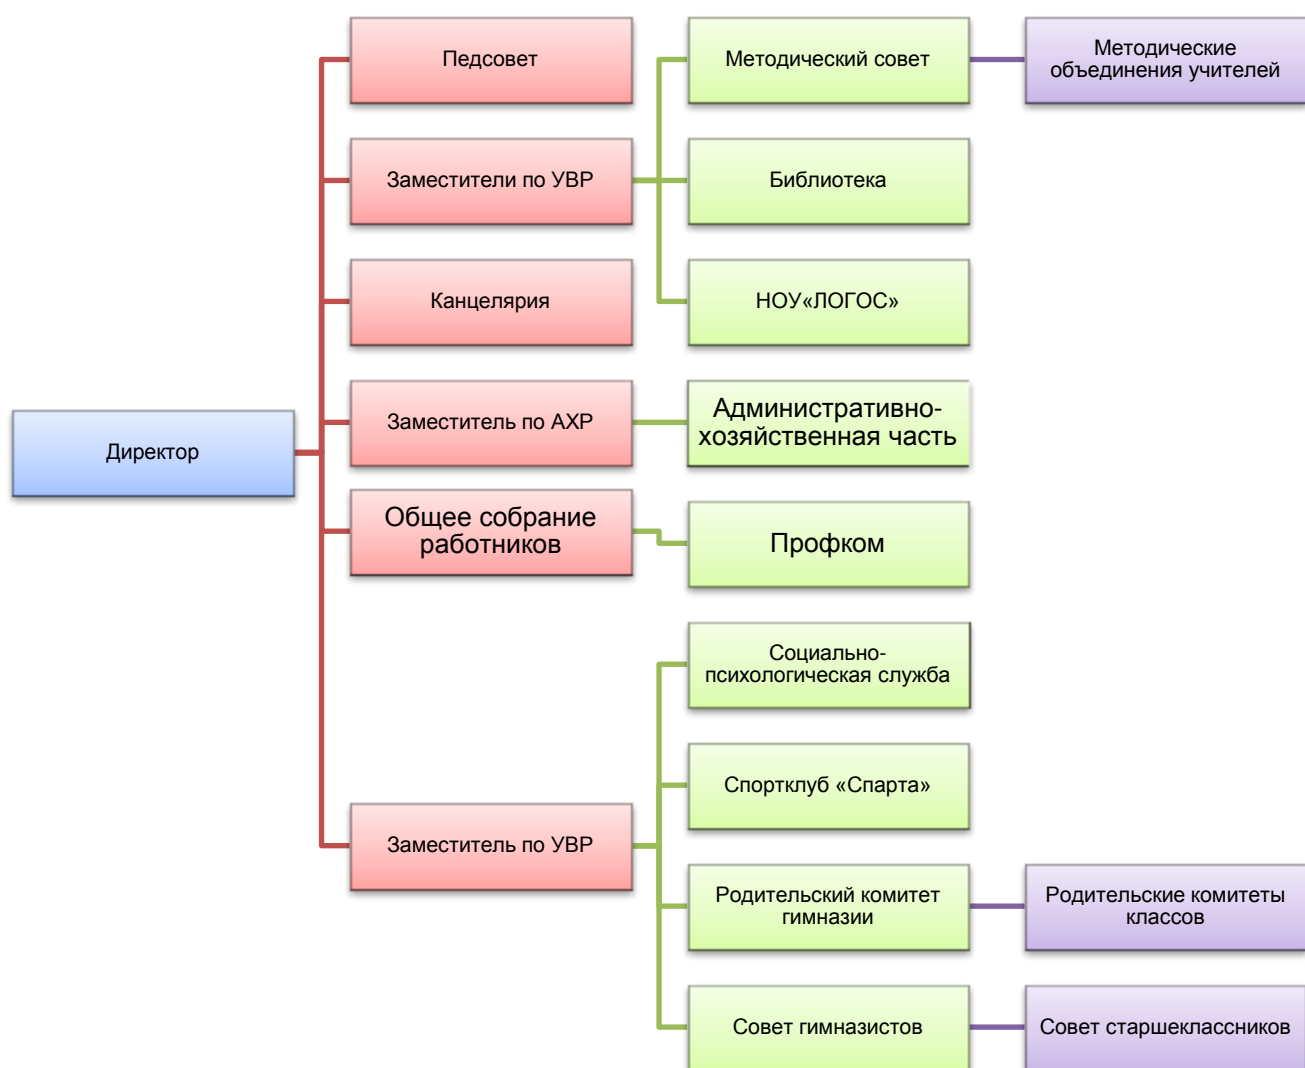 Педсовет
Методический совет
Методические
объединения учителей
Заместители по УВР
Библиотека
Канцелярия
НОУ«ЛОГОС»
Директор
Заместитель по АХР
Административно-
хозяйственная часть
Общее собрание
работников
Профком
Социально-
психологическая служба
Спортклуб «Спарта»
Заместитель по УВР
Родительский комитет
гимназии
Родительские комитеты
классов
Совет гимназистов
Совет старшеклассников